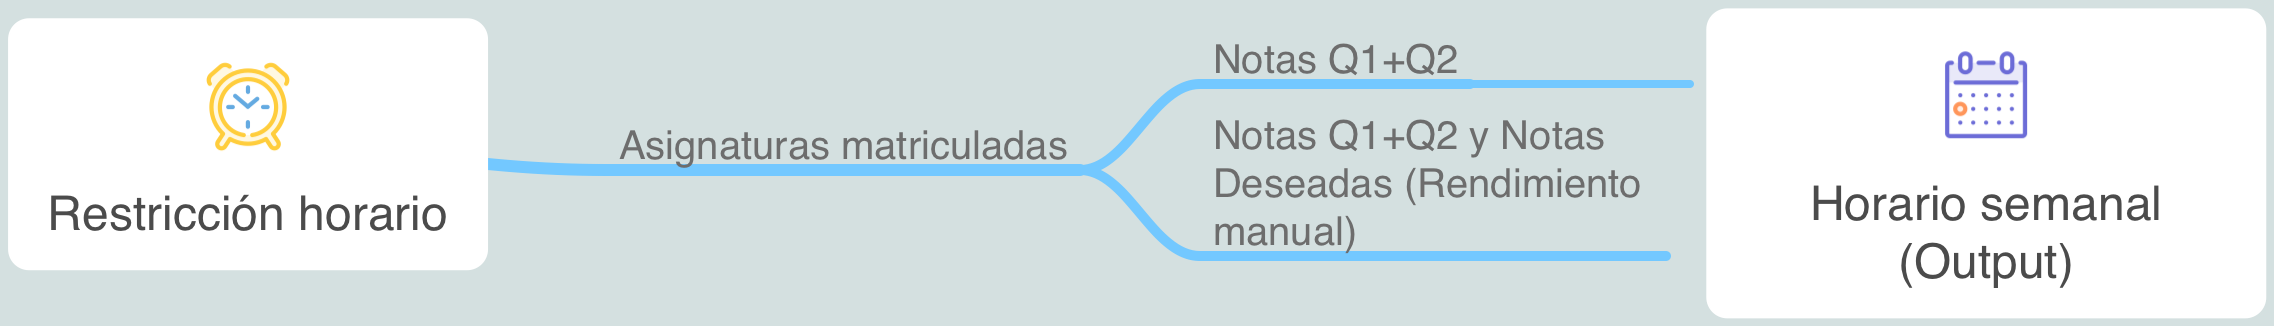 Restricción horario
Asignaturas matriculadas
Notas Q1+Q2
Notas Q1+Q2 y Notas
Deseadas (Rendimiento
manual)
Horario semanal
(Output)